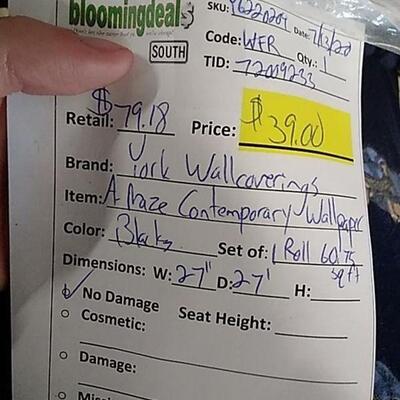 bloomingdeals
SKU: 96220209 Date: 7/13/20
SOUTH
Code: WFR Qty.: 1
TID: 72009233
Retail: $79.18 Price: $39.00
Brand: York Wallcoverings
Item: A Maze Contemporary Wallpaper
Color: Black Set of: 1 Roll 60.75 sq ft
Dimensions: W: 27" D: 27' H:
No Damage
Cosmetic: Seat Height:
Damage: